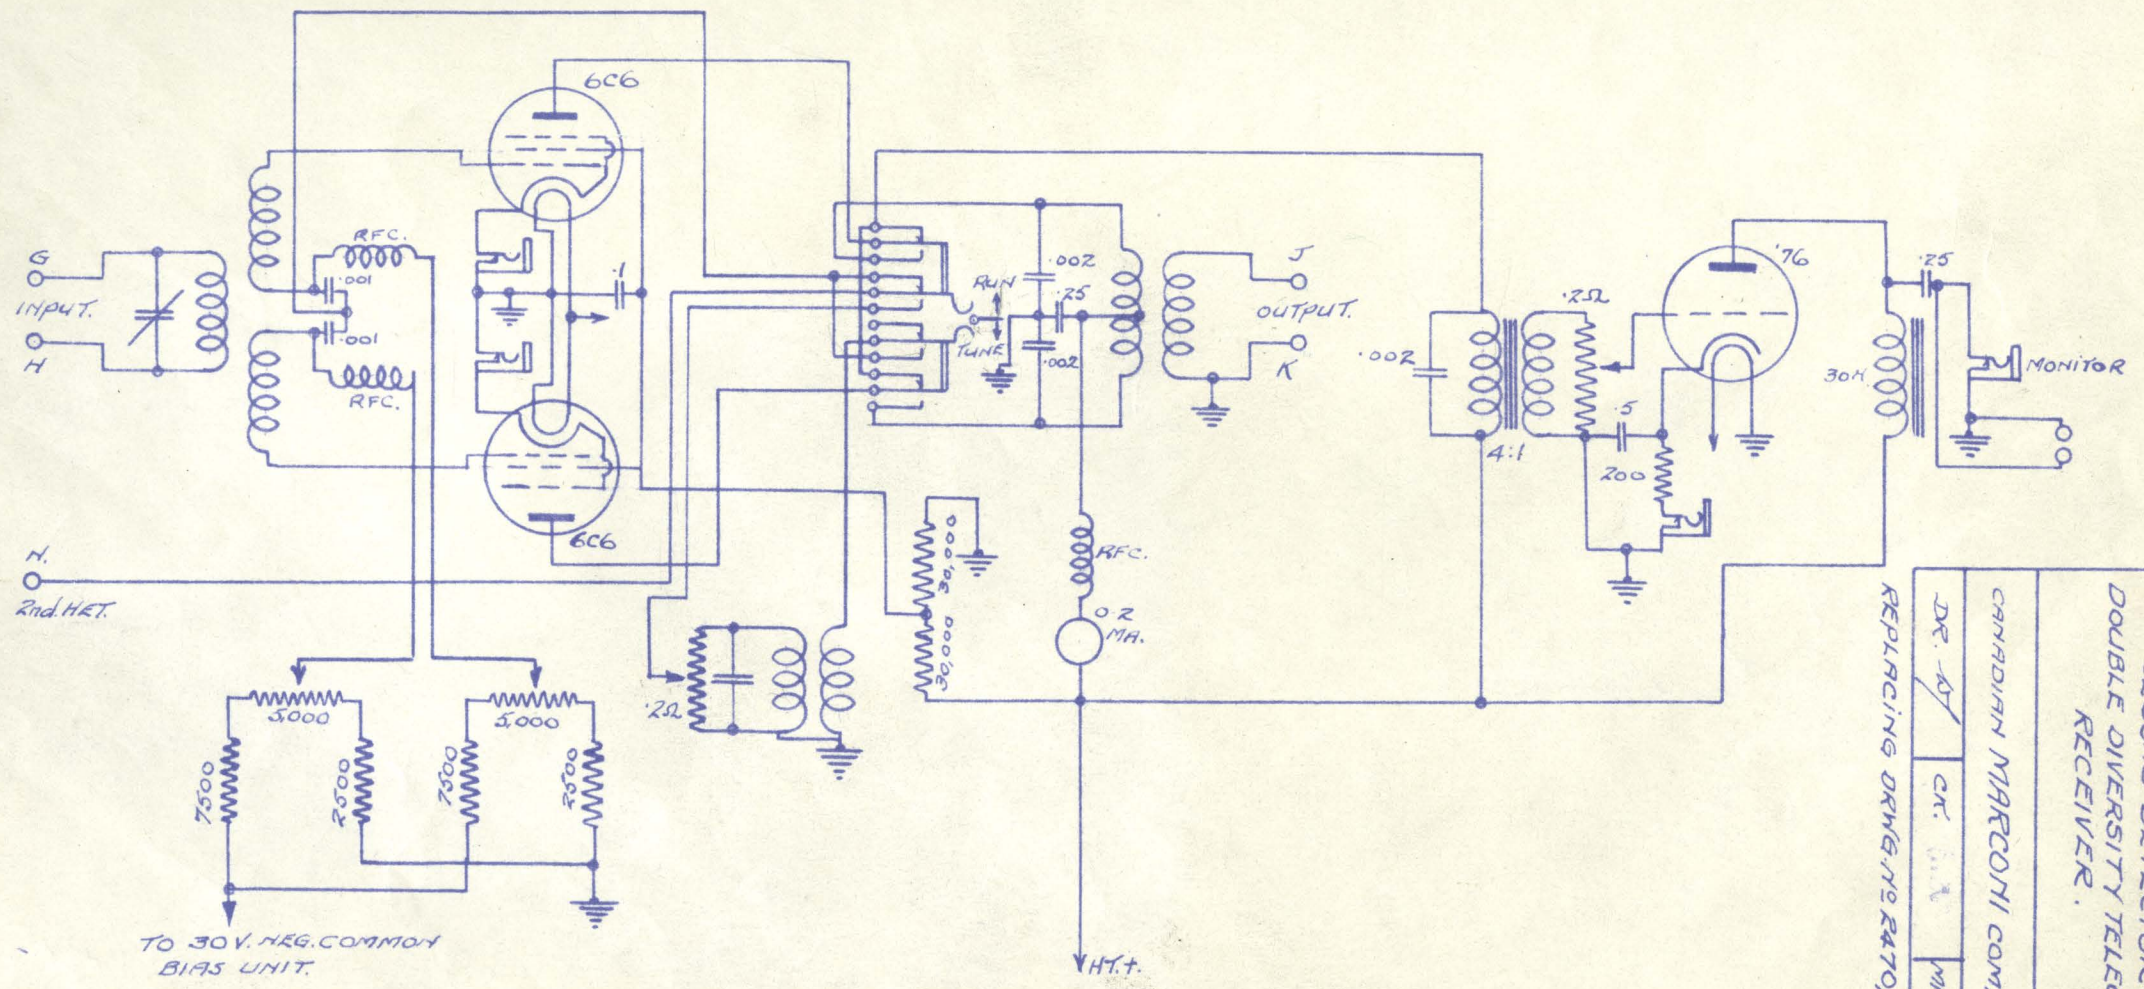 6C6
G
INPUT.
H
RFC.
.001
.001
RFC.
.1
6C6
N.
2nd. HET.
5,000
5,000
7500
2500
7500
2500
TO 30 V. NEG. COMMON
BIAS UNIT.
RUN
TUNE
.002
.25
.002
J
OUTPUT.
K
30,000
30,000
RFC.
0-2
MA.
.2Ω
HT.+.
.002
4:1
.2Ω
'76
.5
200
.25
30H.
MONITOR
DOUBLE DIVERSITY TELE
RECEIVER.
CANADIAN MARCONI COM
DR.
CK.
REPLACING DRWG. Nº 2470